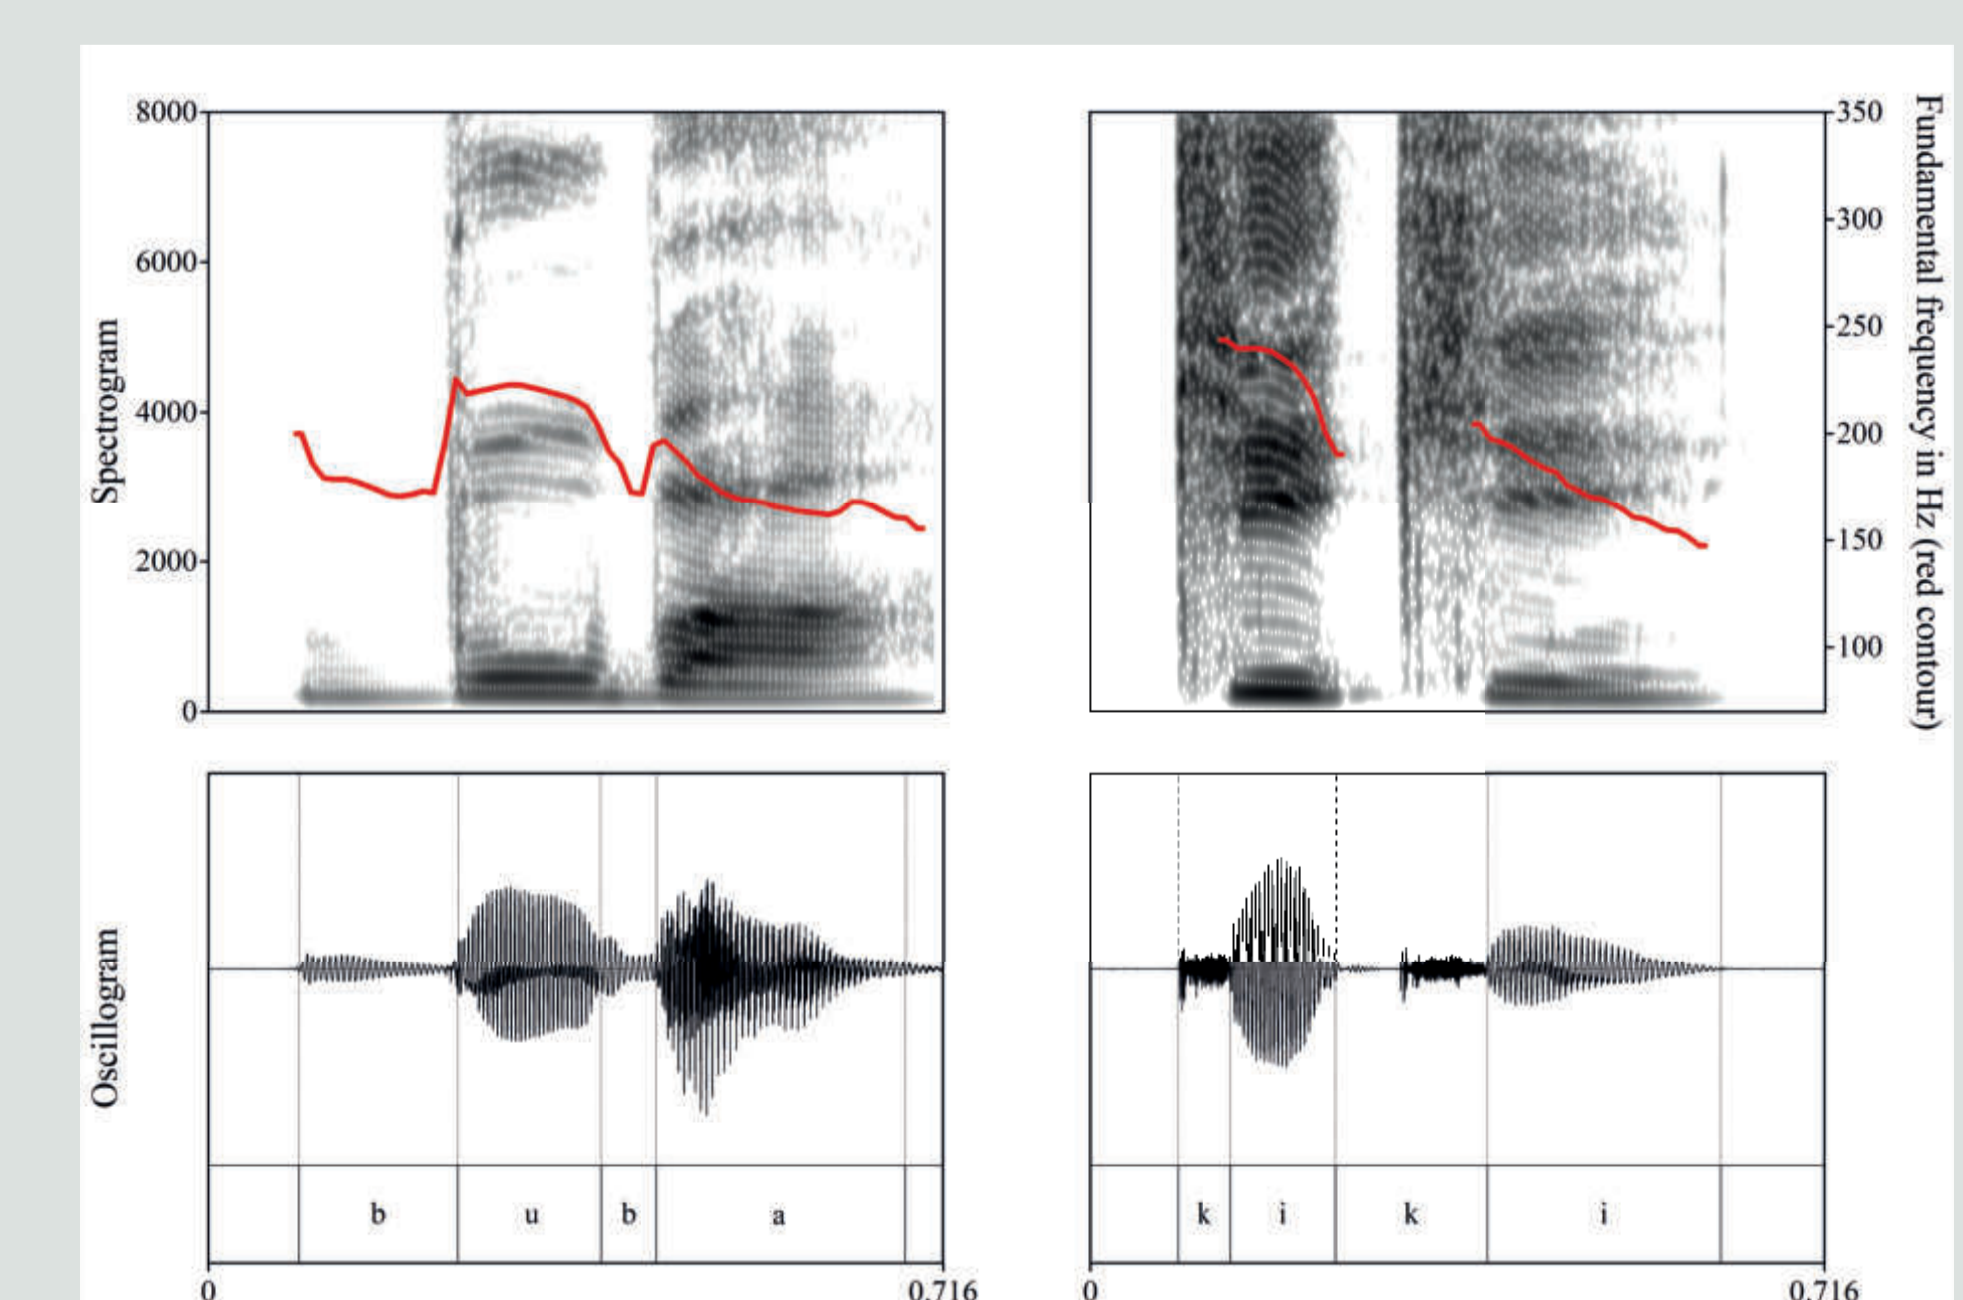 8000
6000
4000
2000
0
Spectrogram
350
300
250
200
150
100
Fundamental frequency in Hz (red contour)
Oscillogram
b u b a
k i k i
0 0.716
0 0.716